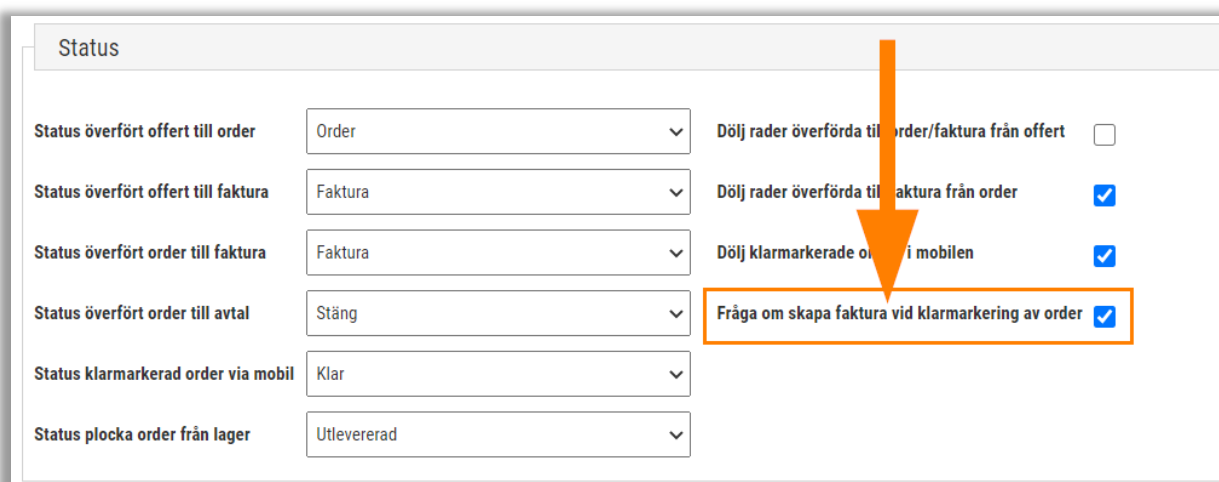 Status
Status överfört offert till order Order Dölj rader överförda till order/faktura från offert
Status överfört offert till faktura Faktura Dölj rader överförda till faktura från order
Status överfört order till faktura Faktura Dölj klarmarkerade i mobilen
Status överfört order till avtal Stäng Fråga om skapa faktura vid klarmarkering av order
Status klarmarkerad order via mobil Klar
Status plocka order från lager Utlevererad